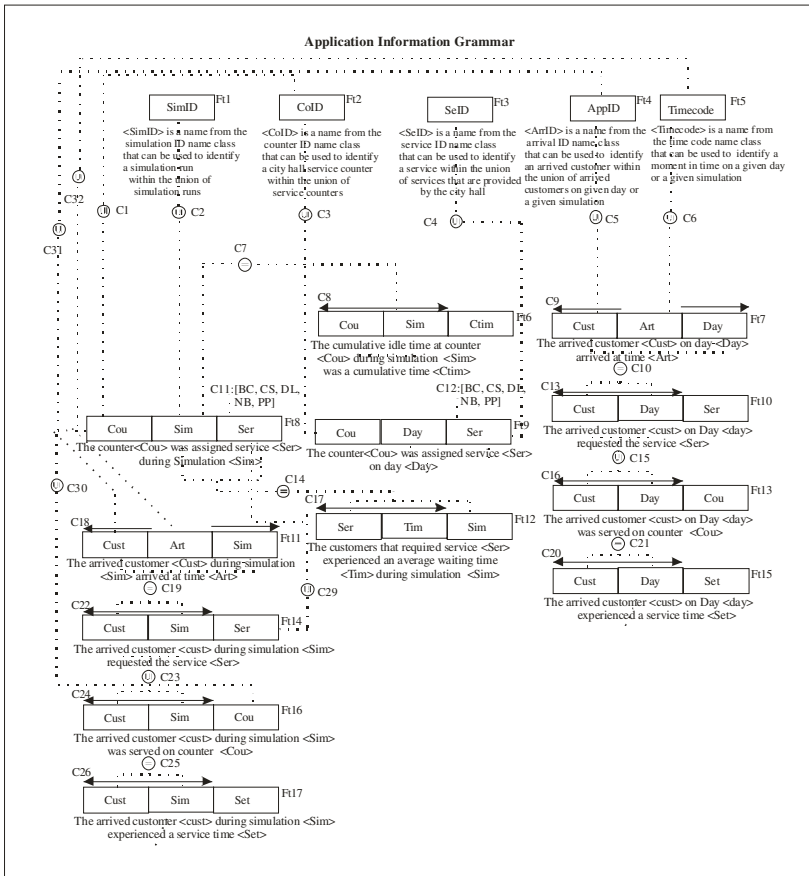 Application Information Grammar
SimID Ft1
CoID Ft2
SeID Ft3
AppID Ft4
Timecode Ft5
<SimID> is a name from the
simulation ID name class
that can be used to identify
a simulation run
within the union of
simulation runs
<CoID> is a name from the
counter ID name class
that can be used to identify
a city hall service counter
within the union of
service counters
<SeID> is a name from the
service ID name class
that can be used to identify
a service within the union
of services that are provided
by the city hall
<ArrID> is a name from the
arrival ID name class
that can be used to identify
an arrived customer within
the union of arrived
customers on given day or
a given simulation
<Timecode> is a name from
the time code name class
that can be used to identify a
moment in time on a given day
or a given simulation
C32
C31
U C1
U C2
U C3
U C4
U C5
U C6
C7
=
C8
Cou Sim Ctim Ft6
The cumulative idle time at counter
<Cou> during simulation <Sim>
was a cumulative time <Ctim>
C9
Cust Art Day Ft7
The arrived customer <Cust> on day <Day>
arrived at time <Art>
= C10
C11:[BC, CS, DL,
NB, PP]
Cou Sim Ser Ft8
The counter<Cou> was assigned service <Ser>
during Simulation <Sim>
C12:[BC, CS, DL,
NB, PP]
Cou Day Ser Ft9
The counter<Cou> was assigned service <Ser>
on day <Day>
C13
Cust Day Ser Ft10
The arrived customer <cust> on Day <day>
requested the service <Ser>
U C15
U C30
C14
=
C16
Cust Day Cou Ft13
The arrived customer <cust> on Day <day>
was served on counter <Cou>
= C21
C17
Ser Tim Sim Ft12
The customers that required service <Ser>
experienced an average waiting time
<Tim> during simulation <Sim>
C18
Cust Art Sim Ft11
The arrived customer <Cust> during simulation
<Sim> arrived at time <Art>
= C19
C20
Cust Day Set Ft15
The arrived customer <cust> on Day <day>
experienced a service time <Set>
U C29
C22
Cust Sim Ser Ft14
The arrived customer <cust> during simulation <Sim>
requested the service <Ser>
U C23
C24
Cust Sim Cou Ft16
The arrived customer <cust> during simulation <Sim>
was served on counter <Cou>
= C25
C26
Cust Sim Set Ft17
The arrived customer <cust> during simulation <Sim>
experienced a service time <Set>